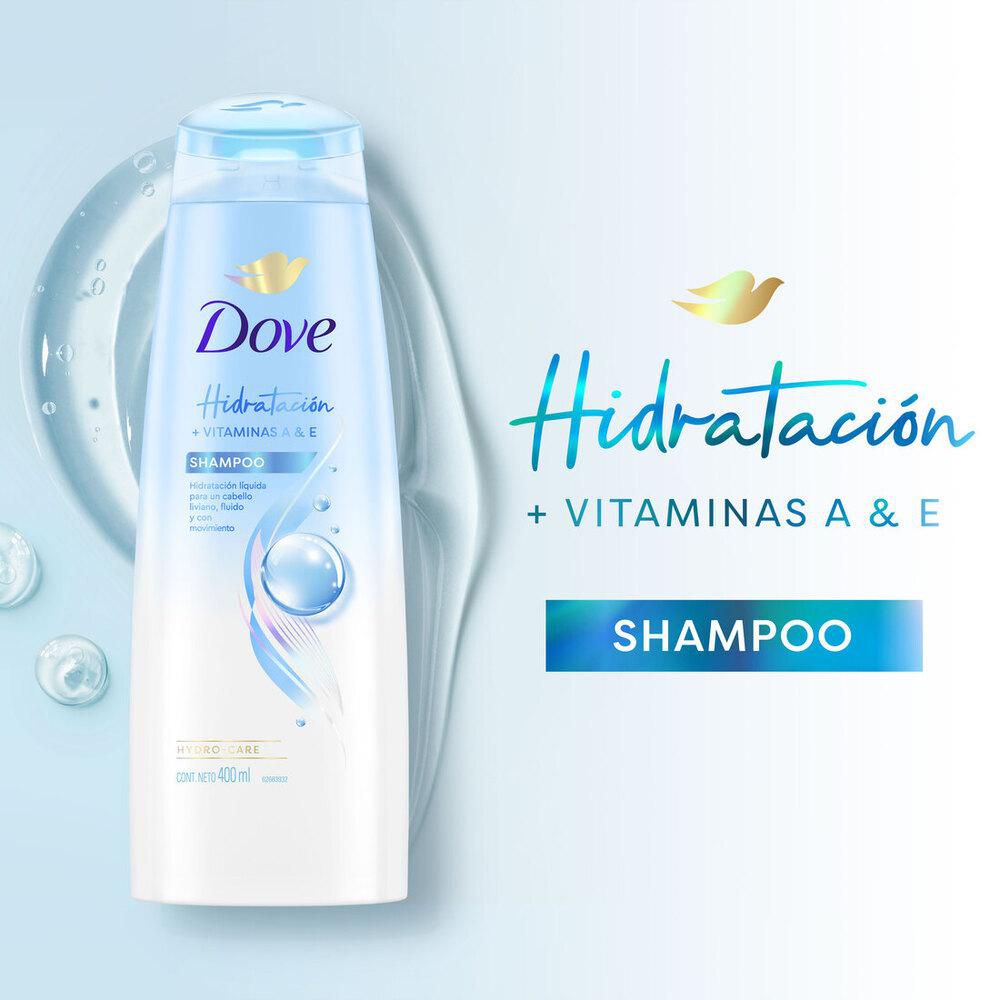 Dove
Hidratación
+ VITAMINAS A & E
SHAMPOO
Hidratación líquida
para un cabello
liviano, fluido
y con
movimiento
HYDRO-CARE
CONT. NETO 400 ml 62683932
Hidratación
+ VITAMINAS A & E
SHAMPOO